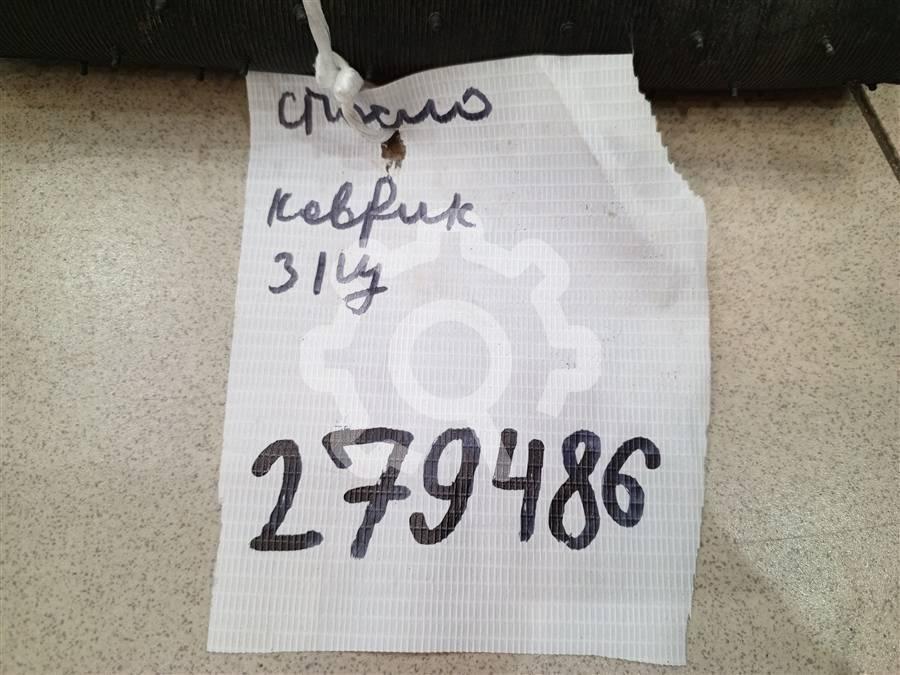 стекло
коврик
31ц
279486